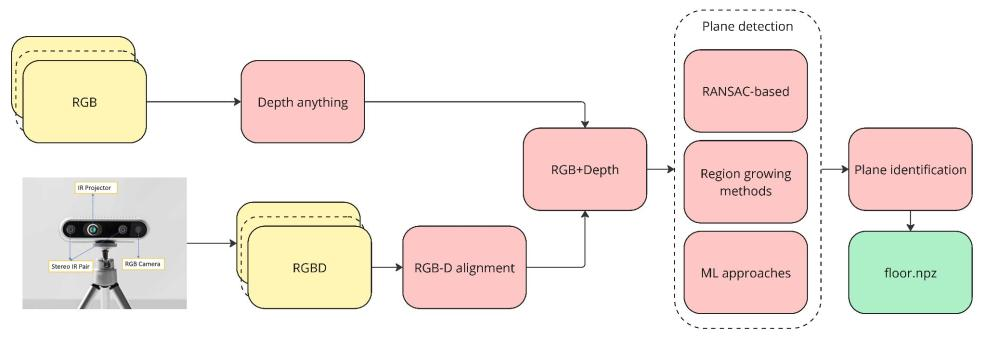 Plane detection
RGB
Depth anything
RANSAC-based
RGB+Depth
Region growing
methods
Plane identification
IR Projector
Stereo IR Pair
RGB Camera
RGBD
RGB-D alignment
ML approaches
floor.npz